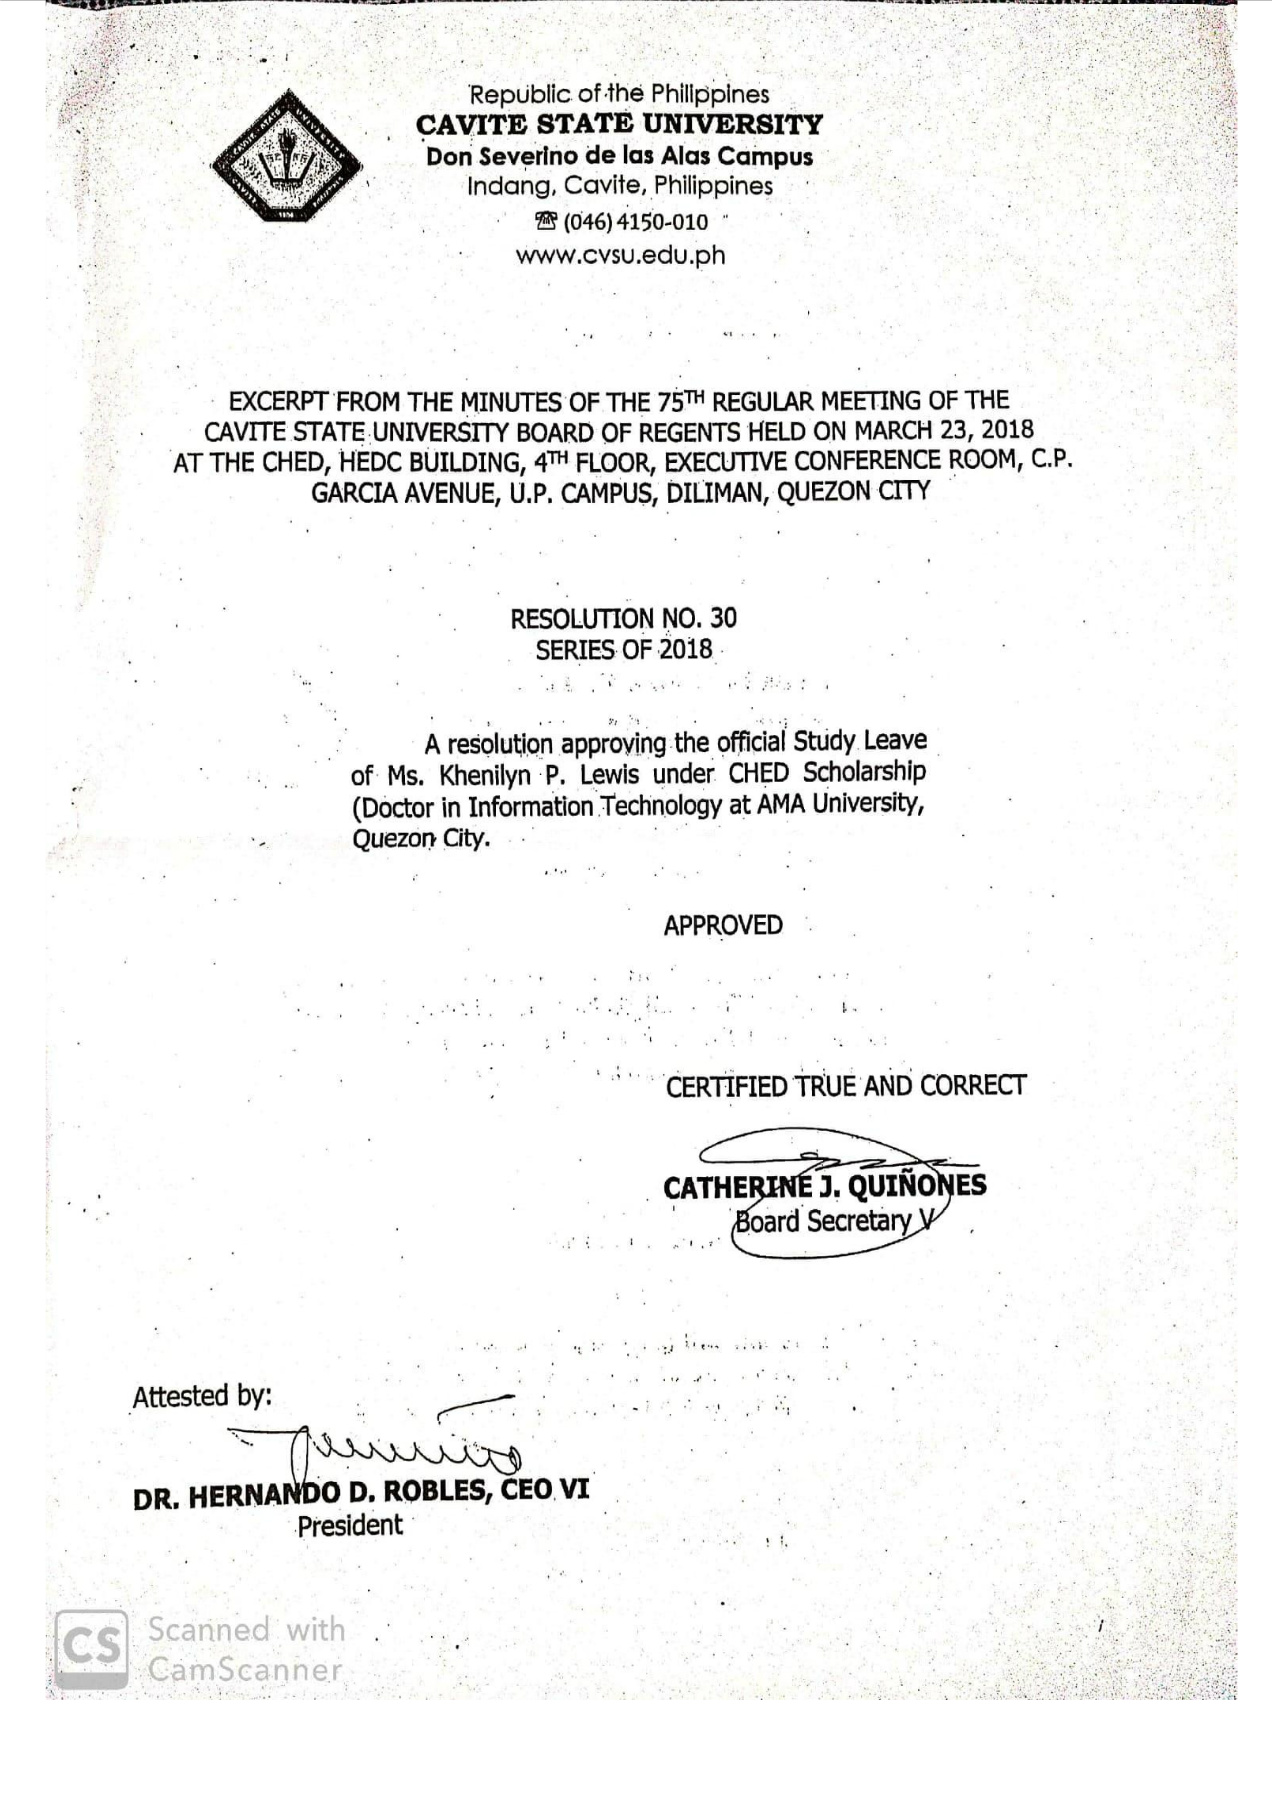 Republic of the Philippines
CAVITE STATE UNIVERSITY
Don Severino de las Alas Campus
Indang, Cavite, Philippines
☏ (046) 4150-010
www.cvsu.edu.ph
EXCERPT FROM THE MINUTES OF THE 75TH REGULAR MEETING OF THE
CAVITE STATE UNIVERSITY BOARD OF REGENTS HELD ON MARCH 23, 2018
AT THE CHED, HEDC BUILDING, 4TH FLOOR, EXECUTIVE CONFERENCE ROOM, C.P.
GARCIA AVENUE, U.P. CAMPUS, DILIMAN, QUEZON CITY
RESOLUTION NO. 30
SERIES OF 2018
A resolution approving the official Study Leave
of Ms. Khenilyn P. Lewis under CHED Scholarship
(Doctor in Information Technology at AMA University,
Quezon City.
APPROVED
CERTIFIED TRUE AND CORRECT
CATHERINE J. QUIÑONES
Board Secretary V
Attested by:
DR. HERNANDO D. ROBLES, CEO VI
President
CS Scanned with
CamScanner